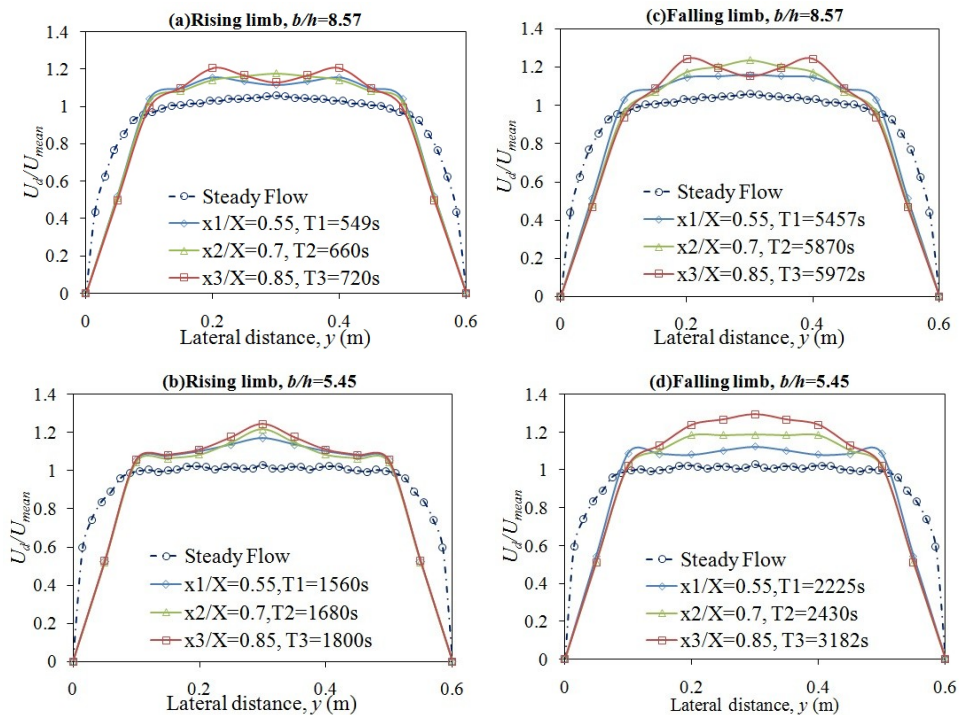 (a)Rising limb, b/h=8.57
U_d/U_mean
1.4
1.2
1
0.8
0.6
0.4
0.2
0
Steady Flow
x1/X=0.55, T1=549s
x2/X=0.7, T2=660s
x3/X=0.85, T3=720s
0 0.2 0.4 0.6
Lateral distance, y (m)
(c)Falling limb, b/h=8.57
U_d/U_mean
1.4
1.2
1
0.8
0.6
0.4
0.2
0
Steady Flow
x1/X=0.55, T1=5457s
x2/X=0.7, T2=5870s
x3/X=0.85, T3=5972s
0 0.2 0.4 0.6
Lateral distance, y (m)
(b)Rising limb, b/h=5.45
U_d/U_mean
1.4
1.2
1
0.8
0.6
0.4
0.2
0
Steady Flow
x1/X=0.55,T1=1560s
x2/X=0.7,T2=1680s
x3/X=0.85, T3=1800s
0 0.2 0.4 0.6
Lateral distance, y (m)
(d)Falling limb, b/h=5.45
U_d/U_mean
1.4
1.2
1
0.8
0.6
0.4
0.2
0
Steady Flow
x1/X=0.55,T1=2225s
x2/X=0.7, T2=2430s
x3/X=0.85, T3=3182s
0 0.2 0.4 0.6
Lateral distance, y (m)